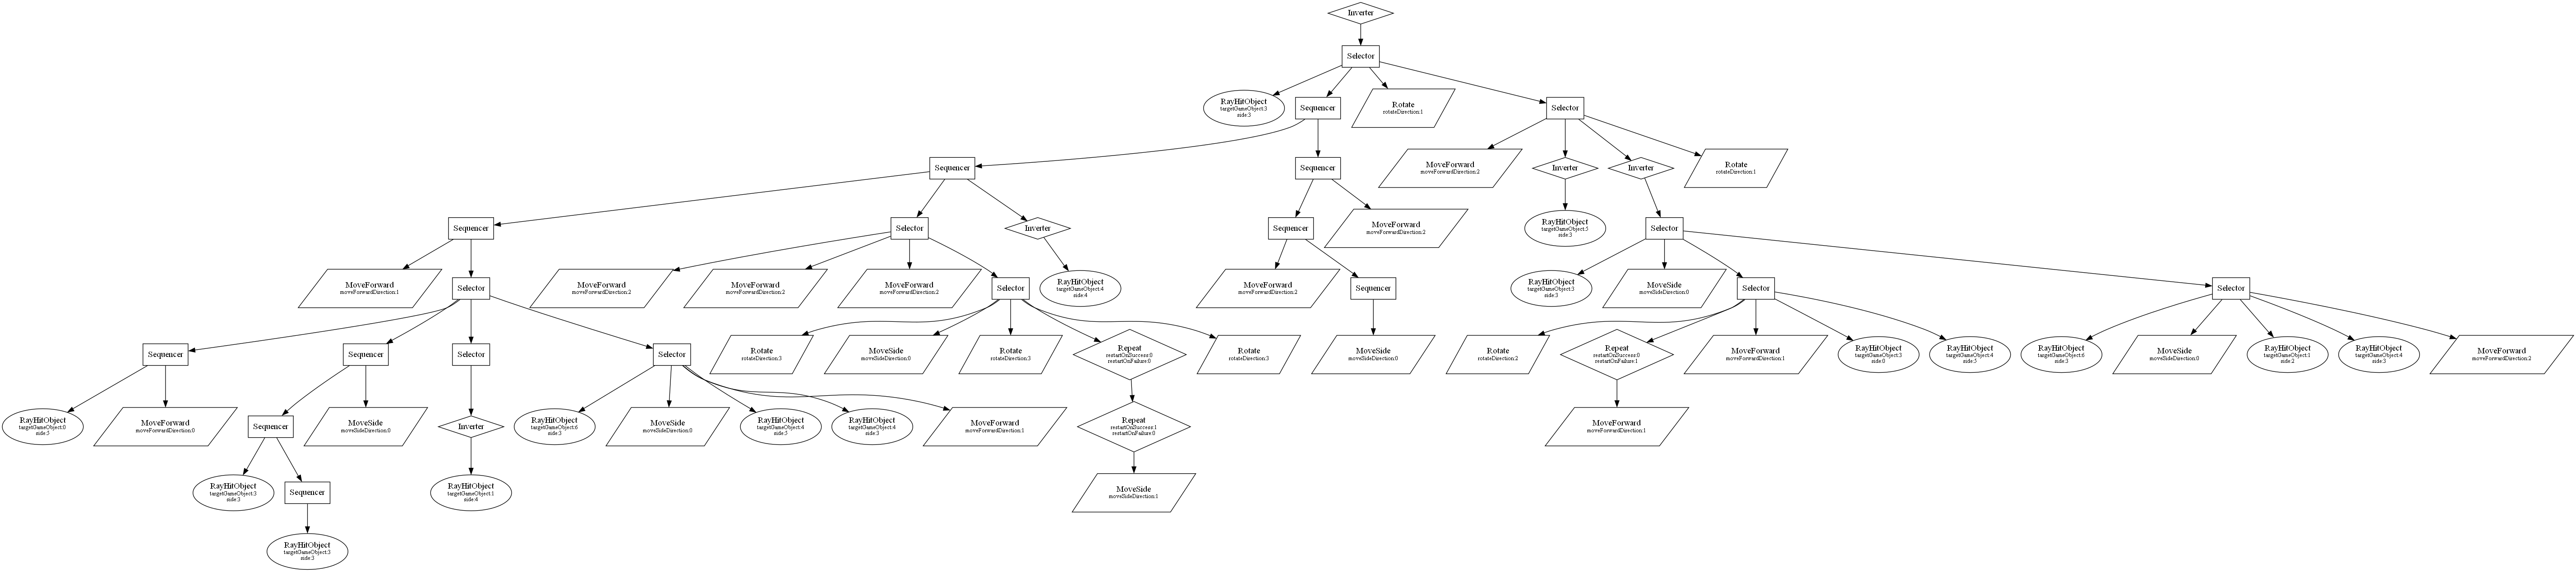 Inverter
Selector
RayHitObject
targetGameObject:3
side:3
Sequencer
Rotate
rotateDirection:1
Selector
Sequencer
Sequencer
MoveForward
moveForwardDirection:2
Inverter
Inverter
Rotate
rotateDirection:1
Sequencer
Selector
Inverter
Sequencer
MoveForward
moveForwardDirection:2
RayHitObject
targetGameObject:5
side:3
Selector
MoveForward
moveForwardDirection:1
Selector
MoveForward
moveForwardDirection:2
MoveForward
moveForwardDirection:2
MoveForward
moveForwardDirection:2
Selector
RayHitObject
targetGameObject:4
side:4
MoveForward
moveForwardDirection:2
Sequencer
RayHitObject
targetGameObject:3
side:3
MoveSide
moveSideDirection:0
Selector
Selector
Sequencer
Sequencer
Selector
Selector
Rotate
rotateDirection:3
MoveSide
moveSideDirection:0
Rotate
rotateDirection:3
Repeat
restartOnSuccess:0
restartOnFailure:0
Rotate
rotateDirection:3
MoveSide
moveSideDirection:0
Rotate
rotateDirection:2
Repeat
restartOnSuccess:0
restartOnFailure:1
MoveForward
moveForwardDirection:1
RayHitObject
targetGameObject:3
side:0
RayHitObject
targetGameObject:4
side:5
RayHitObject
targetGameObject:6
side:3
MoveSide
moveSideDirection:0
RayHitObject
targetGameObject:3
side:2
RayHitObject
targetGameObject:4
side:3
MoveForward
moveForwardDirection:2
RayHitObject
targetGameObject:0
side:5
MoveForward
moveForwardDirection:0
Sequencer
MoveSide
moveSideDirection:0
Inverter
RayHitObject
targetGameObject:6
side:3
MoveSide
moveSideDirection:0
RayHitObject
targetGameObject:4
side:5
RayHitObject
targetGameObject:4
side:3
MoveForward
moveForwardDirection:1
Repeat
restartOnSuccess:1
restartOnFailure:0
MoveForward
moveForwardDirection:1
RayHitObject
targetGameObject:3
side:3
Sequencer
RayHitObject
targetGameObject:1
side:4
MoveSide
moveSideDirection:1
RayHitObject
targetGameObject:3
side:3